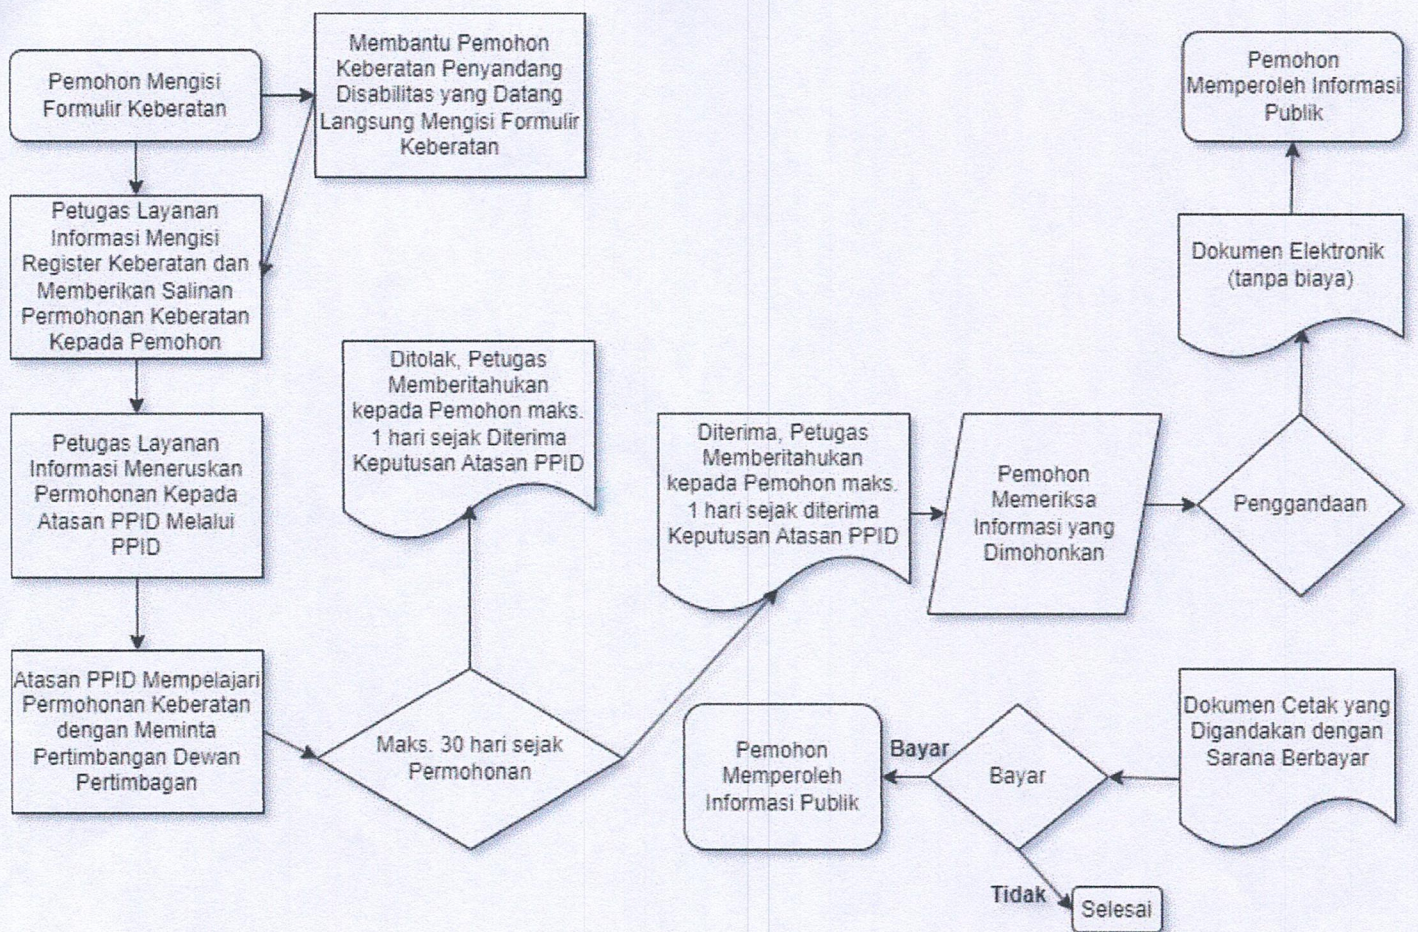 Pemohon Mengisi
Formulir Keberatan
Membantu Pemohon
Keberatan Penyandang
Disabilitas yang Datang
Langsung Mengisi Formulir
Keberatan
Petugas Layanan
Informasi Mengisi
Register Keberatan dan
Memberikan Salinan
Permohonan Keberatan
Kepada Pemohon
Petugas Layanan
Informasi Meneruskan
Permohonan Kepada
Atasan PPID Melalui
PPID
Atasan PPID Mempelajari
Permohonan Keberatan
dengan Meminta
Pertimbangan Dewan
Pertimbagan
Maks. 30 hari sejak
Permohonan
Ditolak, Petugas
Memberitahukan
kepada Pemohon maks.
1 hari sejak Diterima
Keputusan Atasan PPID
Diterima, Petugas
Memberitahukan
kepada Pemohon maks.
1 hari sejak diterima
Keputusan Atasan PPID
Pemohon
Memeriksa
Informasi yang
Dimohonkan
Penggandaan
Dokumen Elektronik
(tanpa biaya)
Pemohon
Memperoleh Informasi
Publik
Dokumen Cetak yang
Digandakan dengan
Sarana Berbayar
Bayar
Bayar
Pemohon
Memperoleh
Informasi Publik
Tidak
Selesai